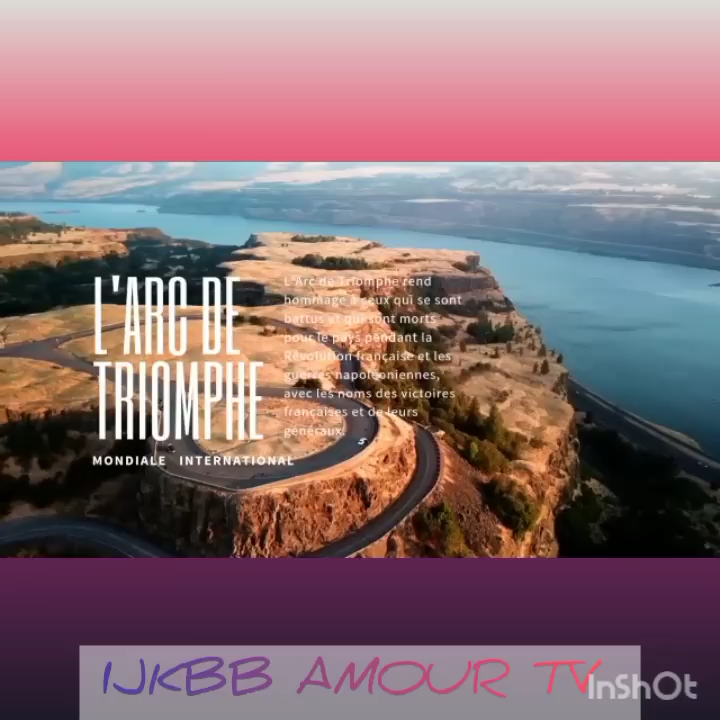 L'ARC DE
TRIOMPHE
MONDIALE INTERNATIONAL
L'Arc de Triomphe rend
hommage à ceux qui se sont
battus et qui sont morts
pour le pays pendant la
Révolution française et les
guerres napoléoniennes,
avec les noms des victoires
françaises et de leurs
généraux.
IJKBB AMOUR TV
InShOt